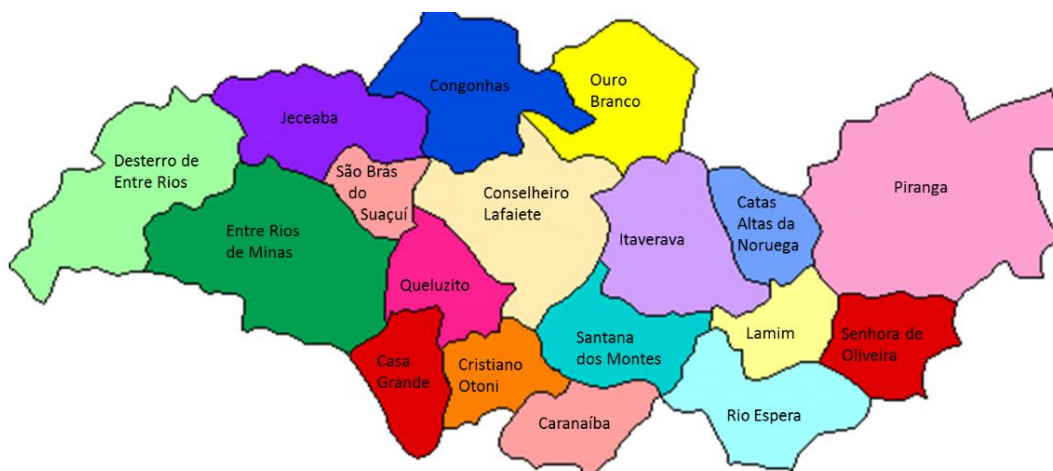 Congonhas
Ouro
Branco
Jeceaba
Desterro de
Entre Rios
São Brás
do
Suaçuí
Conselheiro
Lafaiete
Catas
Altas da
Noruega
Piranga
Itaverava
Entre Rios
de Minas
Queluzito
Lamim
Senhora de
Oliveira
Santana
dos Montes
Casa
Grande
Cristiano
Otoni
Caranaíba
Rio Espera